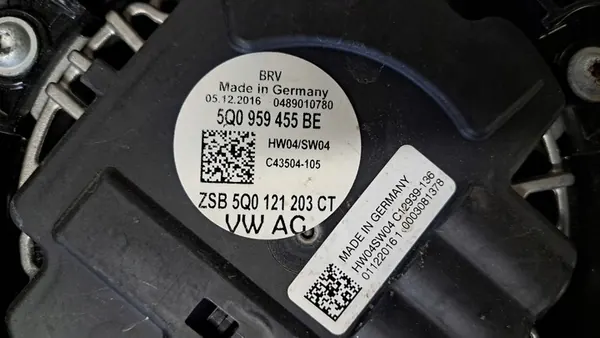 BRV
Made in Germany
05.12.2016 0489010780
5Q0 959 455 BE
HW04/SW04
C43504-105
ZSB 5Q0 121 203 CT
VW AG
MADE IN GERMANY
HW04SW04 C12939-136
01122016 1 0003081378